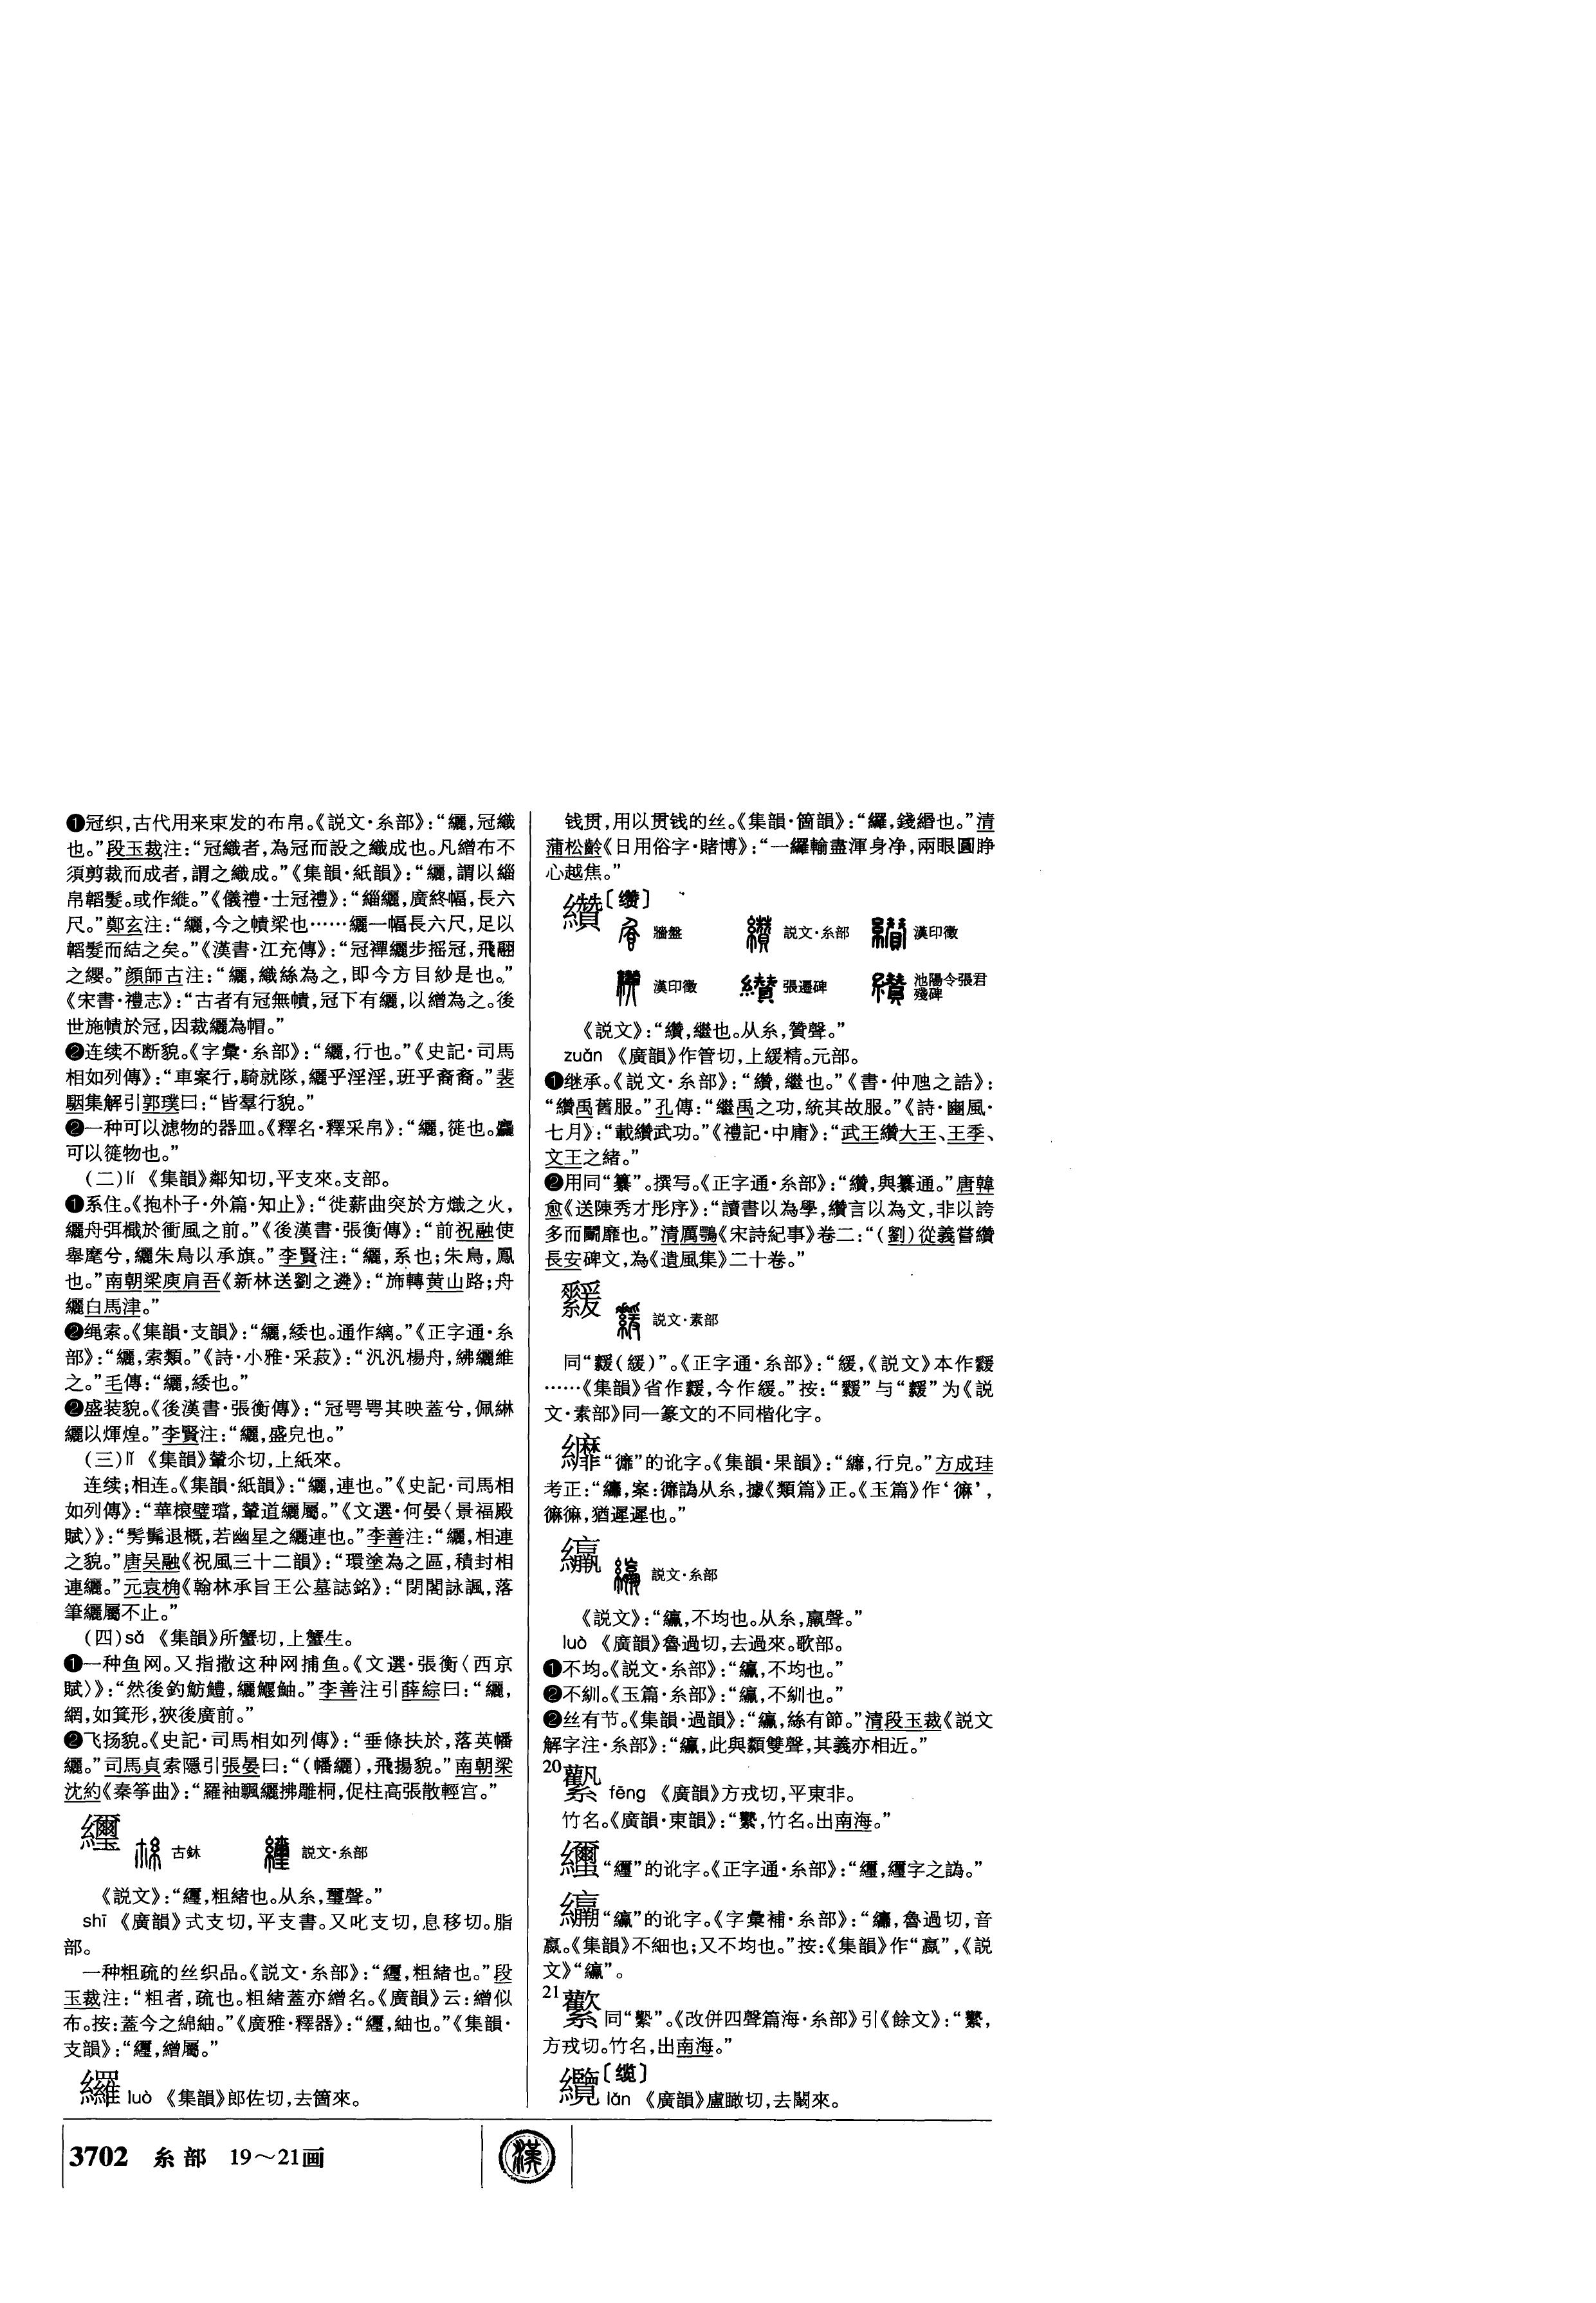 ❶冠织,古代用来束发的布帛。《説文·糸部》:“纚,冠織
也。”段玉裁注:“冠織者,為冠而設之織成也。凡繒布不
須剪裁而成者,謂之織成。”《集韻·紙韻》:“纚,謂以緇
帛韜髮。或作縰。”《儀禮·士冠禮》:“緇纚,廣終幅,長六
尺。”鄭玄注:“纚,今之幘梁也……纚一幅長六尺,足以
韜髮而結之矣。”《漢書·江充傳》:“冠襌纚步摇冠,飛翮
之纓。”顔師古注:“纚,織絲為之,即今方目紗是也。”
《宋書·禮志》:“古者有冠無幘,冠下有纚,以繒為之。後
世施幘於冠,因裁纚為帽。”
❷连续不断貌。《字彙·糸部》:“纚,行也。”《史記·司馬
相如列傳》:“車案行,騎就隊,纚乎淫淫,班乎裔裔。”裴
駰集解引郭璞曰:“皆羣行貌。”
❷一种可以滤物的器皿。《釋名·釋采帛》:“纚,簁也。麤
可以簁物也。”
(二)lí 《集韻》鄰知切,平支來。支部。
❶系住。《抱朴子·外篇·知止》:“徙薪曲突於方熾之火,
纚舟弭檝於衝風之前。”《後漢書·張衡傳》:“前祝融使
舉麾兮,纚朱鳥以承旗。”李賢注:“纚,系也;朱鳥,鳳
也。”南朝梁庾肩吾《新林送劉之遴》:“旆轉黄山路;舟
纚白馬津。”
❷绳索。《集韻·支韻》:“纚,緌也。通作縭。”《正字通·糸
部》:“纚,索類。”《詩·小雅·采菽》:“汎汎楊舟,紼纚維
之。”毛傳:“纚,緌也。”
❷盛装貌。《後漢書·張衡傳》:“冠咢咢其映蓋兮,佩綝
纚以煇煌。”李賢注:“纚,盛皃也。”
(三)lǐ 《集韻》輦尒切,上紙來。
连续;相连。《集韻·紙韻》:“纚,連也。”《史記·司馬相
如列傳》:“華榱璧璫,輦道纚屬。”《文選·何晏〈景福殿
賦〉》:“髣髴退概,若幽星之纚連也。”李善注:“纚,相連
之貌。”唐吴融《祝風三十二韻》:“環塗為之區,積封相
連纚。”元袁桷《翰林承旨王公墓誌銘》:“閉閣詠諷,落
筆纚屬不止。”
(四)sǎ 《集韻》所蟹切,上蟹生。
❶一种鱼网。又指撒这种网捕鱼。《文選·張衡〈西京
賦〉》:“然後釣魴鱧,纚鰋鮋。”李善注引薛綜曰:“纚,
網,如箕形,狹後廣前。”
❷飞扬貌。《史記·司馬相如列傳》:“垂條扶於,落英幡
纚。”司馬貞索隱引張晏曰:“(幡纚),飛揚貌。”南朝梁
沈約《秦筝曲》:“羅袖飄纚拂雕桐,促柱高張散輕宫。”
纚 古鉥 説文·糸部
《説文》:“繠,粗緒也。从糸,璽聲。”
shī 《廣韻》式支切,平支書。又叱支切,息移切。脂
部。
一种粗疏的丝织品。《説文·糸部》:“,粗緒也。”段
玉裁注:“粗者,疏也。粗緒蓋亦繒名。《廣韻》云:繒似
布。按:蓋今之綿紬。”《廣雅·釋器》:“,紬也。”《集韻·
支韻》:“,繒屬。”
luò 《集韻》郎佐切,去箇來。
钱贯,用以贯钱的丝。《集韻·箇韻》:“,錢緡也。”清
蒲松齡《日用俗字·賭博》:“一輸盡渾身净,兩眼圓睁
心越焦。”
纘〔缵〕
牆盤 説文·糸部 漢印徵
漢印徵 張遷碑 池陽令張君
殘碑
《説文》:“纘,繼也。从糸,贊聲。”
zuǎn 《廣韻》作管切,上緩精。元部。
❶继承。《説文·糸部》:“纘,繼也。”《書·仲虺之誥》:
“纘禹舊服。”孔傳:“繼禹之功,統其故服。”《詩·豳風·
七月》:“載纘武功。”《禮記·中庸》:“武王纘大王、王季、
文王之緒。”
❷用同“纂”。撰写。《正字通·糸部》:“纘,與纂通。”唐韓
愈《送陳秀才彤序》:“讀書以為學,纘言以為文,非以誇
多而鬭靡也。”清厲鶚《宋詩紀事》卷二:“(劉)從義嘗纘
長安碑文,為《遺風集》二十卷。”
説文·素部
同“(緩)”。《正字通·糸部》:“緩,《説文》本作
……《集韻》省作,今作緩。”按:“”与“”为《説
文·素部》同一篆文的不同楷化字。
“”的讹字。《集韻·果韻》:“,行皃。”方成珪
考正:“,案:譌从糸,據《類篇》正。《玉篇》作‘’,
,猶遲遲也。”
説文·糸部
《説文》:“,不均也。从糸,羸聲。”
luò 《廣韻》魯過切,去過來。歌部。
❶不均。《説文·糸部》:“,不均也。”
❷不紃。《玉篇·糸部》:“,不紃也。”
❷丝有节。《集韻·過韻》:“,絲有節。”清段玉裁《説文
解字注·糸部》:“,此與纇雙聲,其義亦相近。”
20 fēng 《廣韻》方戎切,平東非。
竹名。《廣韻·東韻》:“,竹名。出南海。”
“”的讹字。《正字通·糸部》:“,字之譌。”
“”的讹字。《字彙補·糸部》:“,魯過切,音
。《集韻》不細也;又不均也。”按:《集韻》作“”,《説
文》“”。
21 同“”。《改併四聲篇海·糸部》引《餘文》:“,
方戎切。竹名,出南海。”
纜〔缆〕
lǎn 《廣韻》盧瞰切,去闞來。
3702 糸部 19～21画
漢